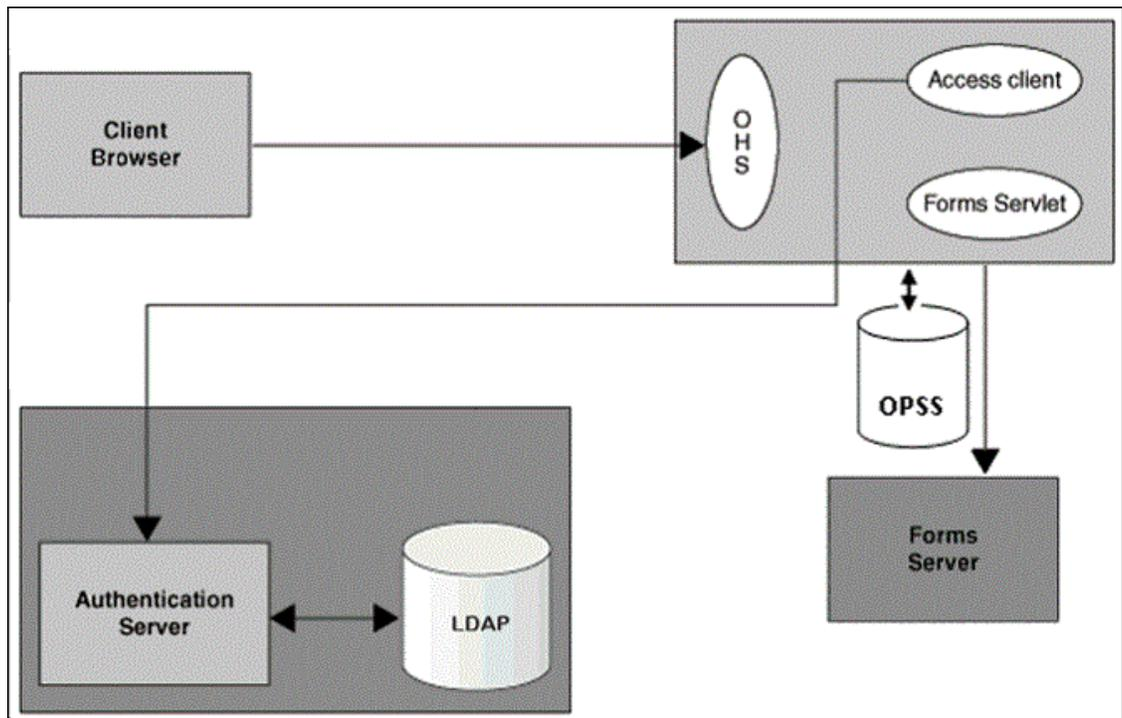 Client
Browser
O
H
S
Access client
Forms Servlet
OPSS
Forms
Server
Authentication
Server
LDAP